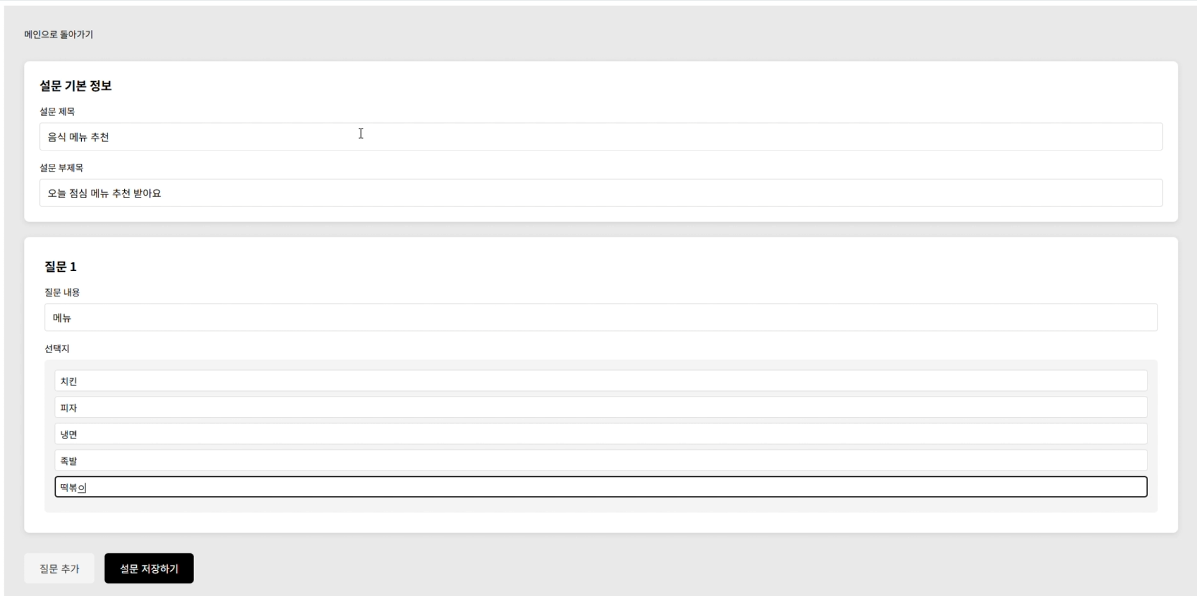 메인으로 돌아가기
설문 기본 정보
설문 제목
음식 메뉴 추천
설문 부제목
오늘 점심 메뉴 추천 받아요
질문 1
질문 내용
메뉴
선택지
치킨
피자
냉면
족발
떡볶이
질문 추가
설문 저장하기